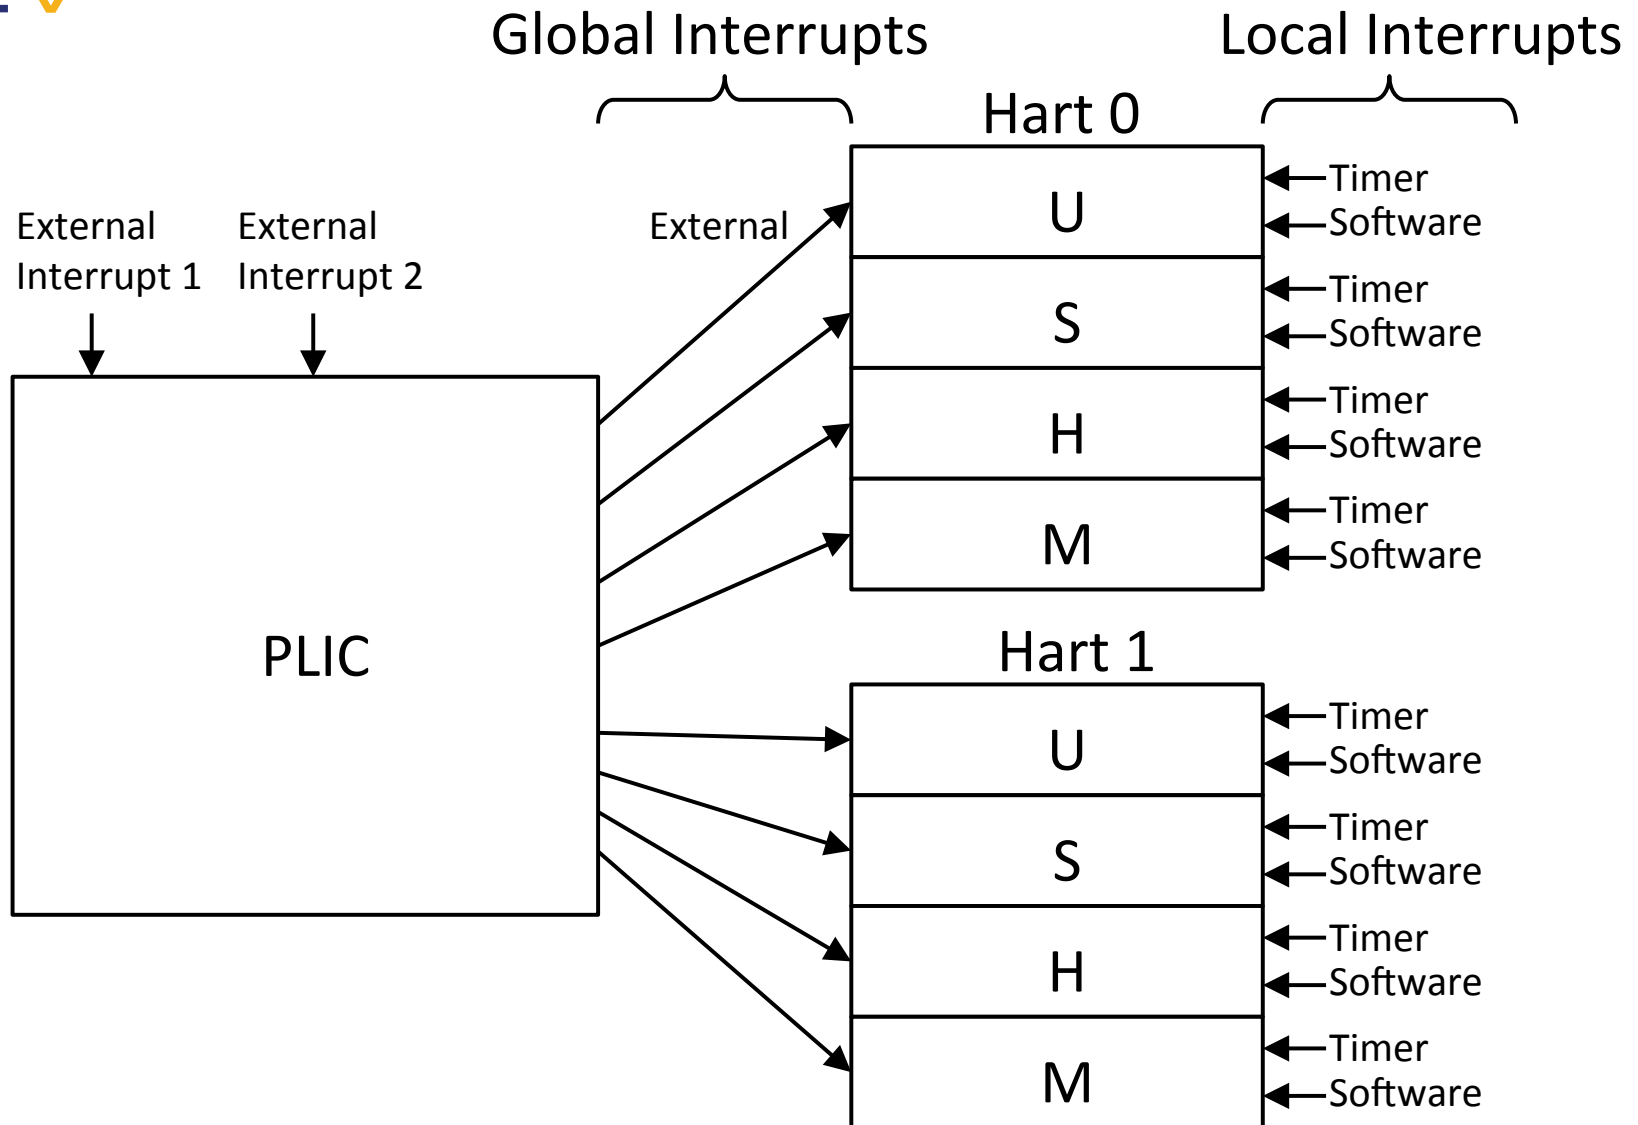 Global Interrupts
Local Interrupts
Hart 0
External
Interrupt 1
External
Interrupt 2
External
U
Timer
Software
S
Timer
Software
H
Timer
Software
M
Timer
Software
PLIC
Hart 1
U
Timer
Software
S
Timer
Software
H
Timer
Software
M
Timer
Software